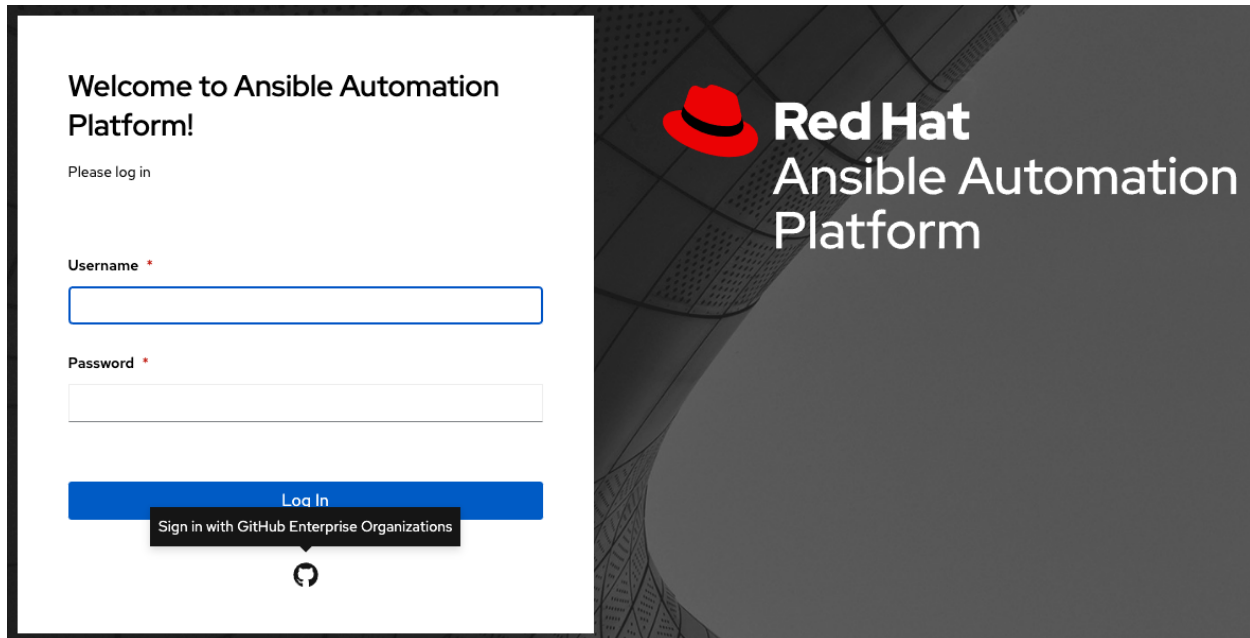 Welcome to Ansible Automation
Platform!
Please log in
Username *
Password *
Log In
Sign in with GitHub Enterprise Organizations
Red Hat
Ansible Automation
Platform